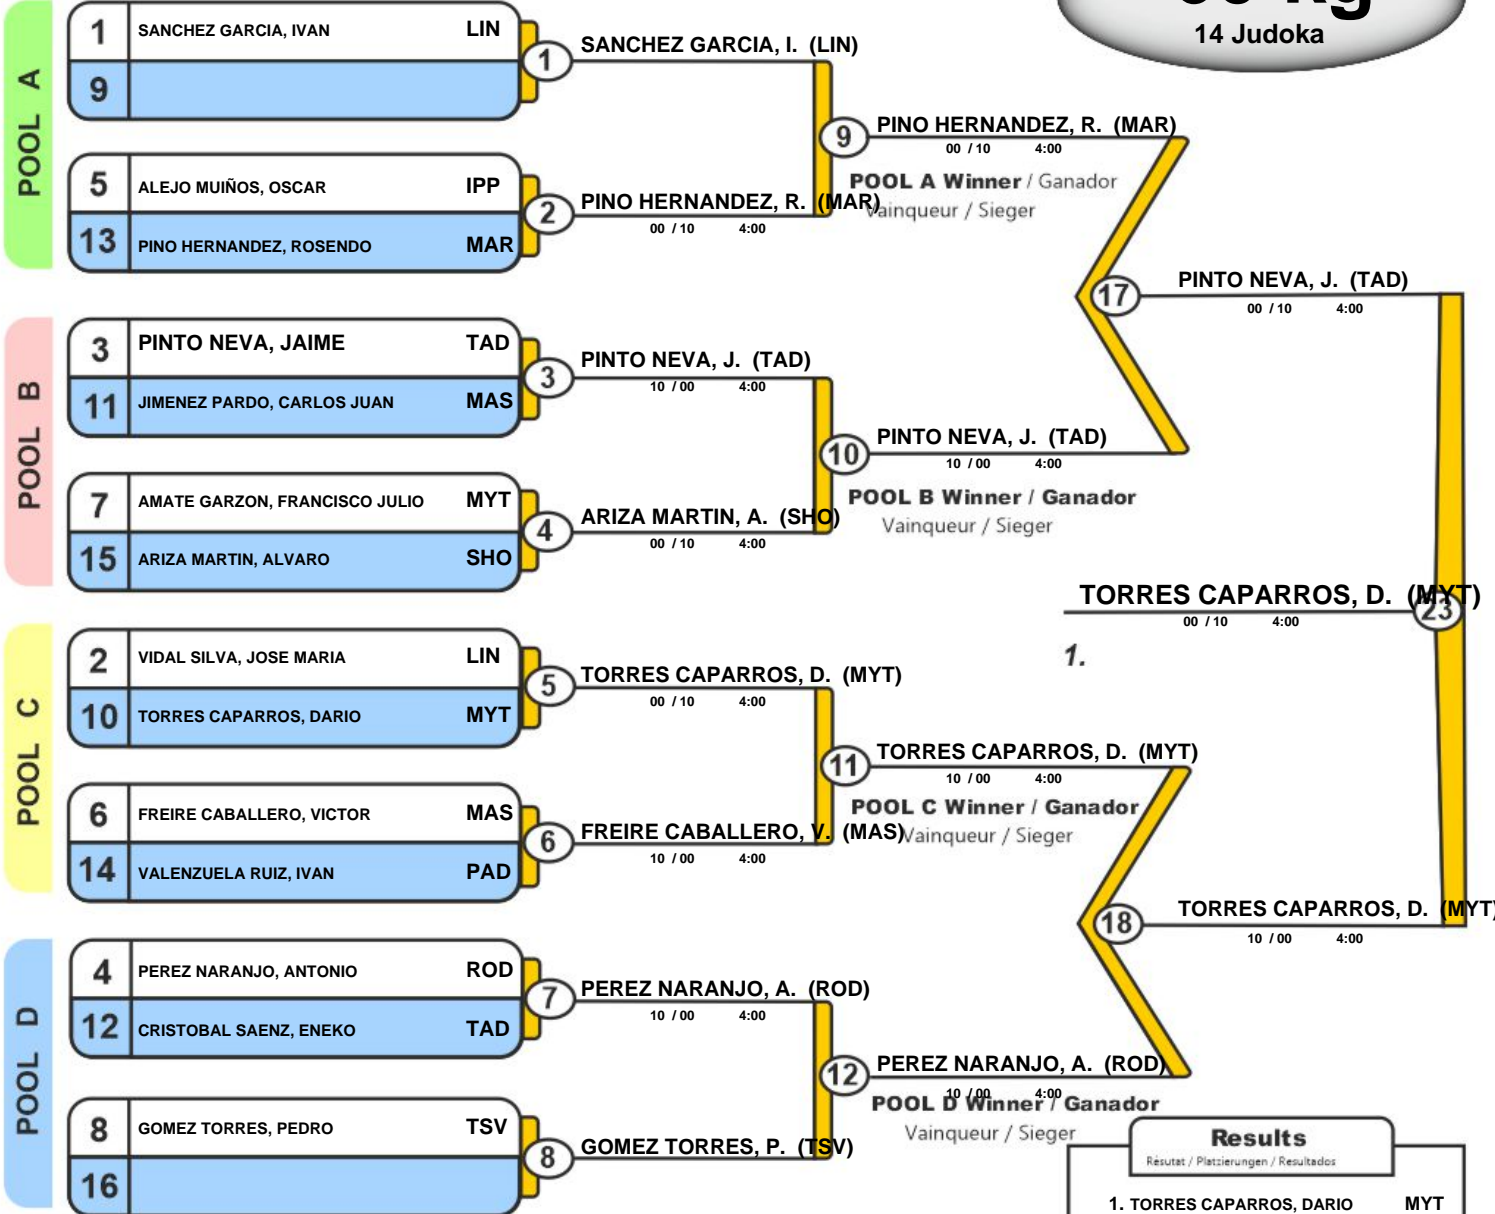 14 Judoka
POOL A
1 SANCHEZ GARCIA, IVAN LIN
9
1 SANCHEZ GARCIA, I. (LIN)
5 ALEJO MUIÑOS, OSCAR IPP
13 PINO HERNANDEZ, ROSENDO MAR
2 PINO HERNANDEZ, R. (MAR)
00 / 10 4:00
9 PINO HERNANDEZ, R. (MAR)
00 / 10 4:00
POOL A Winner / Ganador
Vainqueur / Sieger
POOL B
3 PINTO NEVA, JAIME TAD
11 JIMENEZ PARDO, CARLOS JUAN MAS
3 PINTO NEVA, J. (TAD)
10 / 00 4:00
7 AMATE GARZON, FRANCISCO JULIO MYT
15 ARIZA MARTIN, ALVARO SHO
4 ARIZA MARTIN, A. (SHO)
00 / 10 4:00
10 PINTO NEVA, J. (TAD)
10 / 00 4:00
POOL B Winner / Ganador
Vainqueur / Sieger
17 PINTO NEVA, J. (TAD)
00 / 10 4:00
TORRES CAPARROS, D. (MYT)
23
00 / 10 4:00
1.
POOL C
2 VIDAL SILVA, JOSE MARIA LIN
10 TORRES CAPARROS, DARIO MYT
5 TORRES CAPARROS, D. (MYT)
00 / 10 4:00
6 FREIRE CABALLERO, VICTOR MAS
14 VALENZUELA RUIZ, IVAN PAD
6 FREIRE CABALLERO, V. (MAS)
10 / 00 4:00
11 TORRES CAPARROS, D. (MYT)
10 / 00 4:00
POOL C Winner / Ganador
Vainqueur / Sieger
18 TORRES CAPARROS, D. (MYT)
10 / 00 4:00
POOL D
4 PEREZ NARANJO, ANTONIO ROD
12 CRISTOBAL SAENZ, ENEKO TAD
7 PEREZ NARANJO, A. (ROD)
10 / 00 4:00
8 GOMEZ TORRES, PEDRO TSV
16
8 GOMEZ TORRES, P. (TSV)
12 PEREZ NARANJO, A. (ROD)
10 / 00 4:00
POOL D Winner / Ganador
Vainqueur / Sieger
Results
Résutat / Platzierungen / Resultados
1. TORRES CAPARROS, DARIO MYT